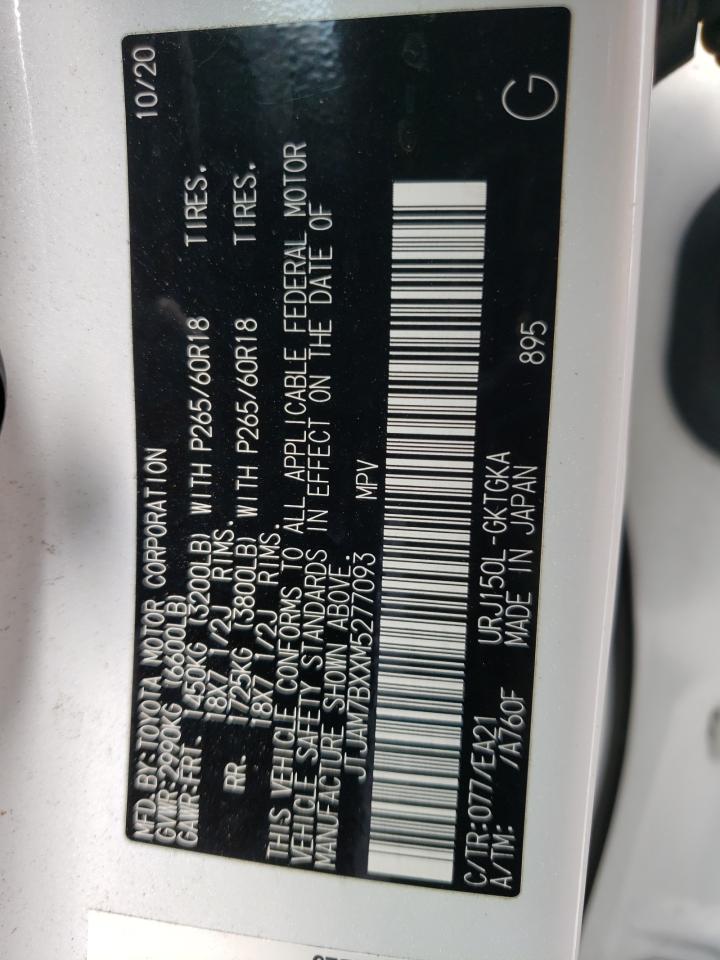 MFD. BY: TOYOTA MOTOR CORPORATION 10/20
GVWR: 2990KG (6600LB)
GAWR: FRT. 1450KG (3200LB) WITH P265/60R18 TIRES.
18X7 1/2J RIMS.
RR. 1725KG (3800LB) WITH P265/60R18 TIRES.
18X7 1/2J RIMS.
THIS VEHICLE CONFORMS TO ALL APPLICABLE FEDERAL MOTOR
VEHICLE SAFETY STANDARDS IN EFFECT ON THE DATE OF
MANUFACTURE SHOWN ABOVE.
JTJAM7BXXM5277093 MPV
C/TR: 077/EA21 URJ150L-GKTGKA
A/TM: /A760F MADE IN JAPAN 895 G